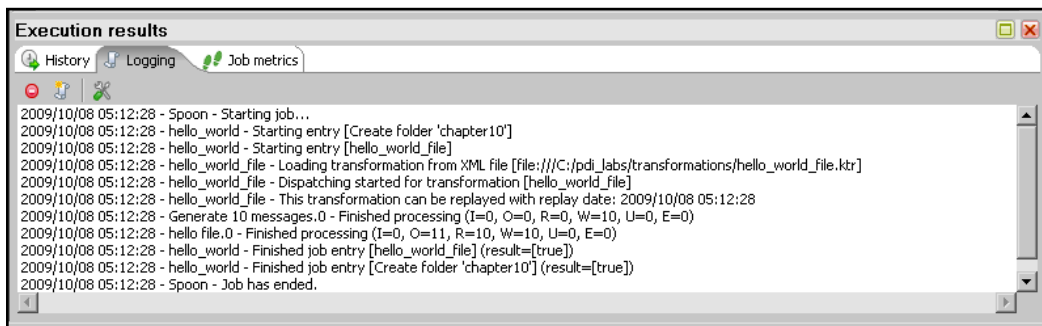 Execution results
History Logging Job metrics
2009/10/08 05:12:28 - Spoon - Starting job...
2009/10/08 05:12:28 - hello_world - Starting entry [Create folder 'chapter10']
2009/10/08 05:12:28 - hello_world - Starting entry [hello_world_file]
2009/10/08 05:12:28 - hello_world_file - Loading transformation from XML file [file:///C:/pdi_labs/transformations/hello_world_file.ktr]
2009/10/08 05:12:28 - hello_world_file - Dispatching started for transformation [hello_world_file]
2009/10/08 05:12:28 - hello_world_file - This transformation can be replayed with replay date: 2009/10/08 05:12:28
2009/10/08 05:12:28 - Generate 10 messages.0 - Finished processing (I=0, O=0, R=0, W=10, U=0, E=0)
2009/10/08 05:12:28 - hello file.0 - Finished processing (I=0, O=11, R=10, W=10, U=0, E=0)
2009/10/08 05:12:28 - hello_world - Finished job entry [hello_world_file] (result=[true])
2009/10/08 05:12:28 - hello_world - Finished job entry [Create folder 'chapter10'] (result=[true])
2009/10/08 05:12:28 - Spoon - Job has ended.